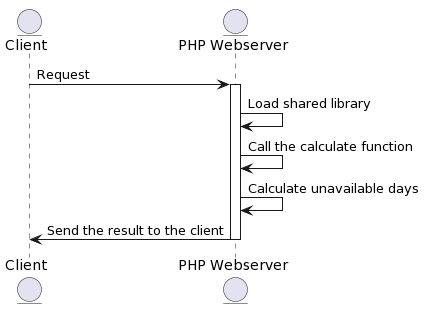 Client
PHP Webserver
Request
Load shared library
Call the calculate function
Calculate unavailable days
Send the result to the client
Client
PHP Webserver